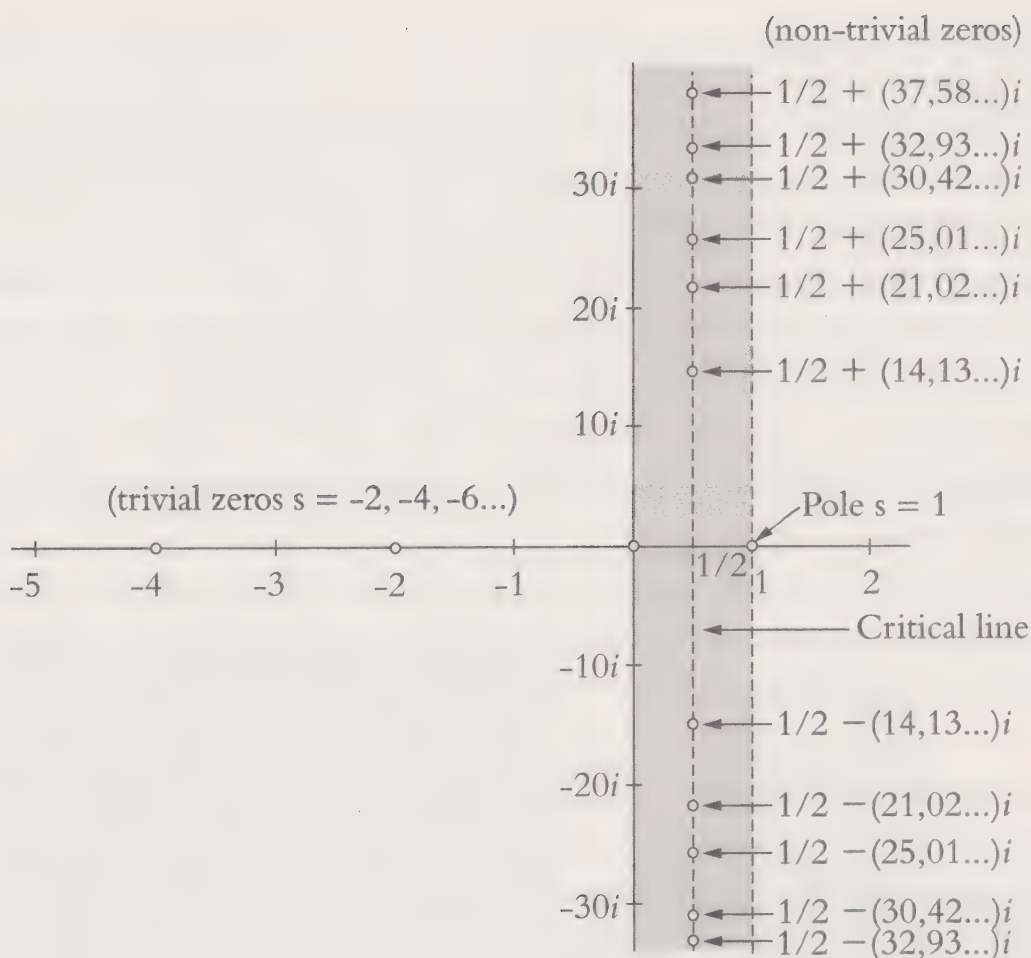 (non-trivial zeros)
1/2 + (37,58...)i
1/2 + (32,93...)i
30i
1/2 + (30,42...)i
1/2 + (25,01...)i
1/2 + (21,02...)i
20i
1/2 + (14,13...)i
10i
(trivial zeros s = -2, -4, -6...)
Pole s = 1
-5 -4 -3 -2 -1 1/2 1 2
Critical line
-10i
1/2 −(14,13...)i
-20i
1/2 −(21,02...)i
1/2 −(25,01...)i
-30i
1/2 −(30,42...)i
1/2 −(32,93...)i